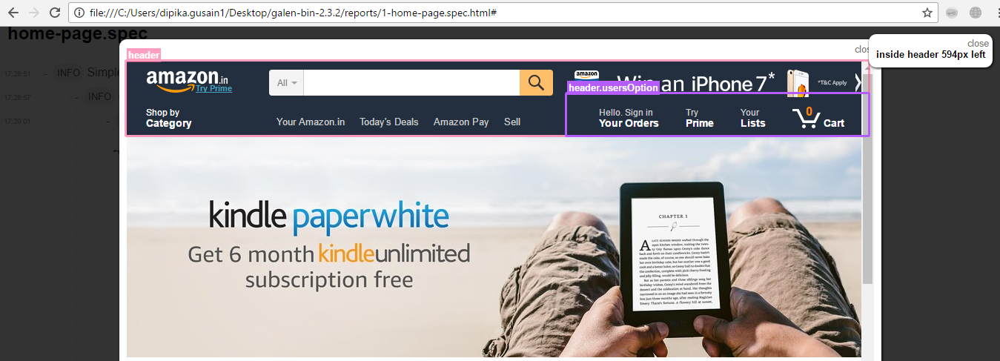 file:///C:/Users/dipika.gusain1/Desktop/galen-bin-2.3.2/reports/1-home-page.spec.html#
home-page.spec
close
inside header 594px left
clos
header
17:28:51 - INFO Simple
17:28:57 - INFO
17:29:01 -
amazon.in
Try Prime
All
amazon
Win an iPhone 7*
*T&C Apply
header.usersOption
Shop by
Category
Your Amazon.in Today's Deals Amazon Pay Sell
Hello. Sign in
Your Orders
Try
Prime
Your
Lists
0
Cart
kindle paperwhite
Get 6 month kindleunlimited
subscription free
CHAPTER 1